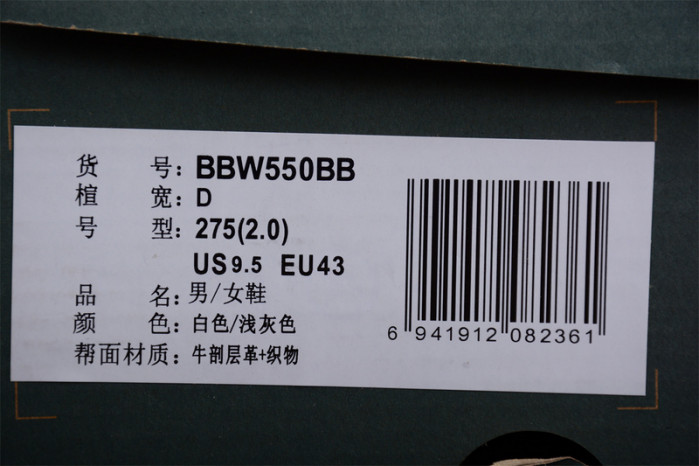 货 号: BBW550BB
楦 宽: D
号 型: 275(2.0)
US9.5 EU43
品 名: 男/女鞋
颜 色: 白色/浅灰色
帮面材质: 牛剖层革+织物
6 941912 082361